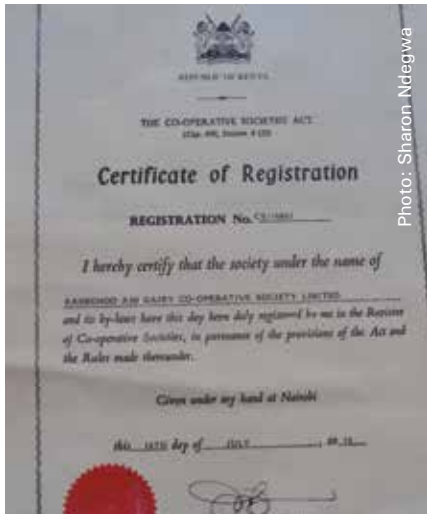 REPUBLIC OF KENYA
THE CO-OPERATIVE SOCIETIES ACT
Certificate of Registration
REGISTRATION No.
I hereby certify that the society under the name of
DAIRY CO-OPERATIVE SOCIETY LIMITED
and its by-laws have this day been duly registered by me in the Register
of Co-operative Societies, in pursuance of the provisions of the Act and
the Rules made thereunder.
Given under my hand at Nairobi
this day of JULY
Photo: Sharon Ndegwa